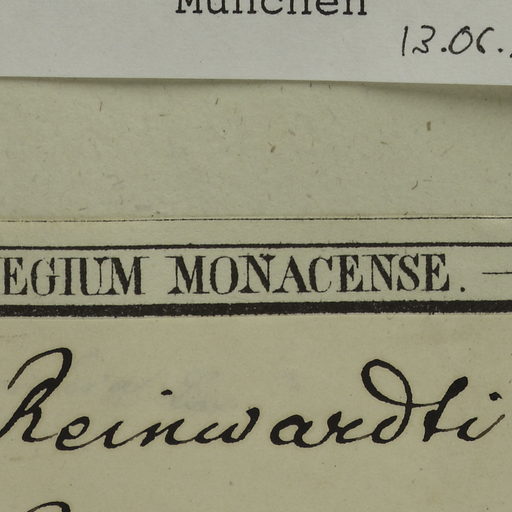 München
13.06.
EGIUM MONACENSE. —
Reinwardti